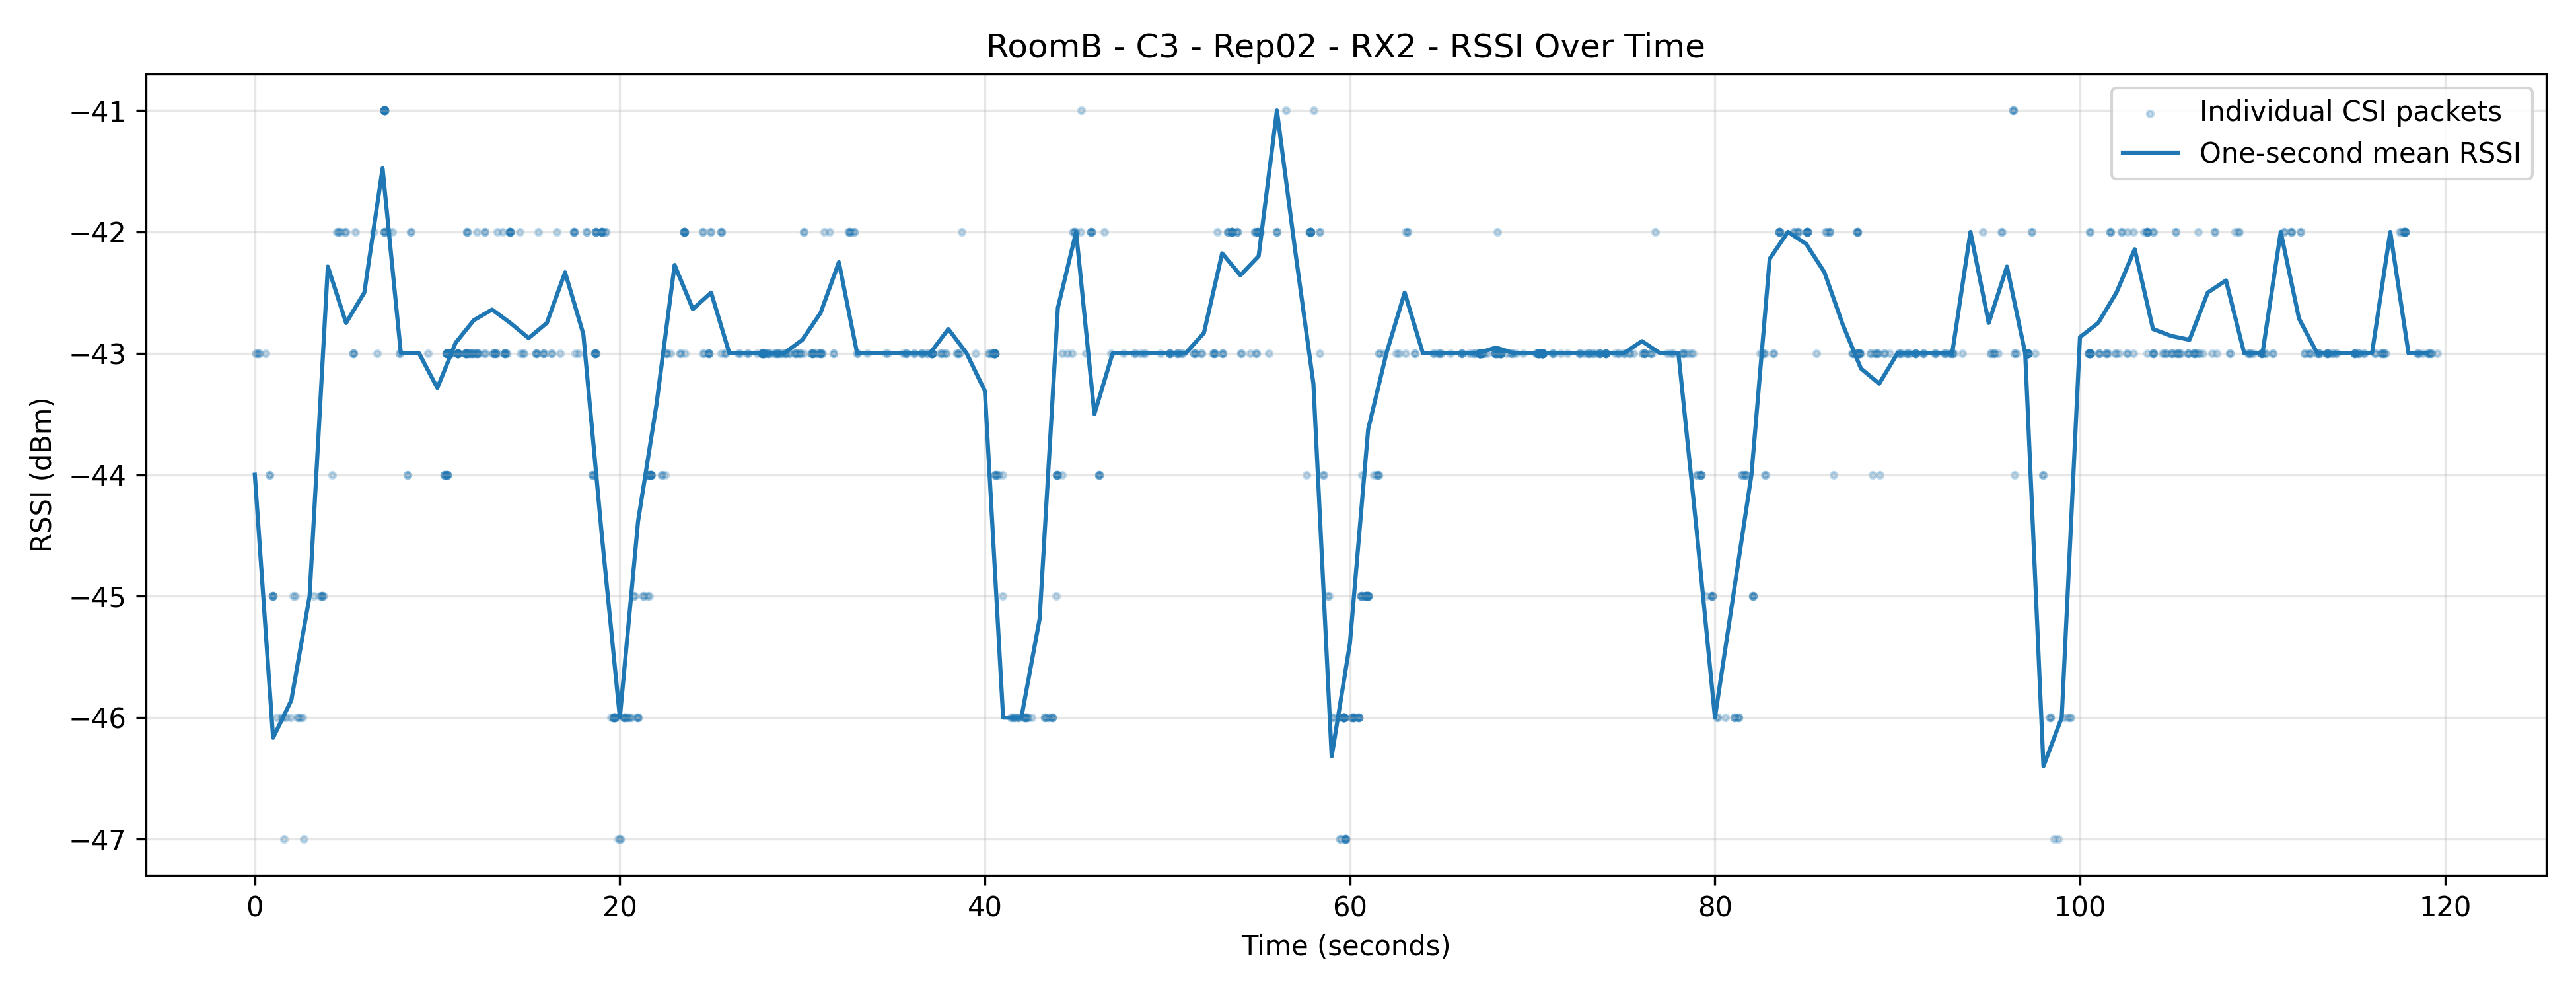 RoomB - C3 - Rep02 - RX2 - RSSI Over Time
Individual CSI packets
One-second mean RSSI
RSSI (dBm)
−41
−42
−43
−44
−45
−46
−47
0 20 40 60 80 100 120
Time (seconds)